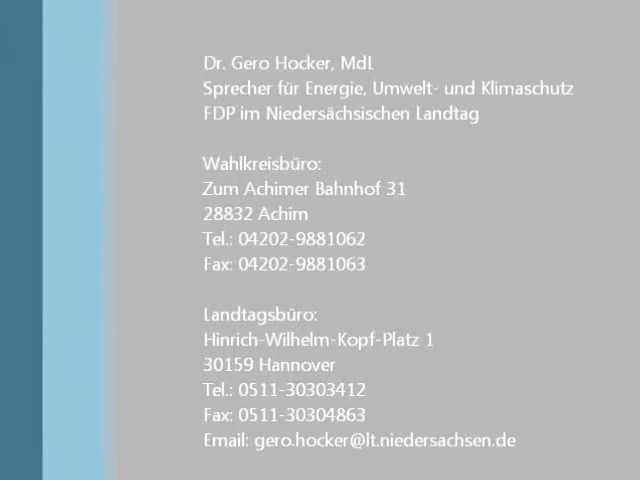 Dr. Gero Hocker, MdL
Sprecher für Energie, Umwelt- und Klimaschutz
FDP im Niedersächsischen Landtag
Wahlkreisbüro:
Zum Achimer Bahnhof 31
28832 Achim
Tel.: 04202-9881062
Fax: 04202-9881063
Landtagsbüro:
Hinrich-Wilhelm-Kopf-Platz 1
30159 Hannover
Tel.: 0511-30303412
Fax: 0511-30304863
Email: gero.hocker@lt.niedersachsen.de